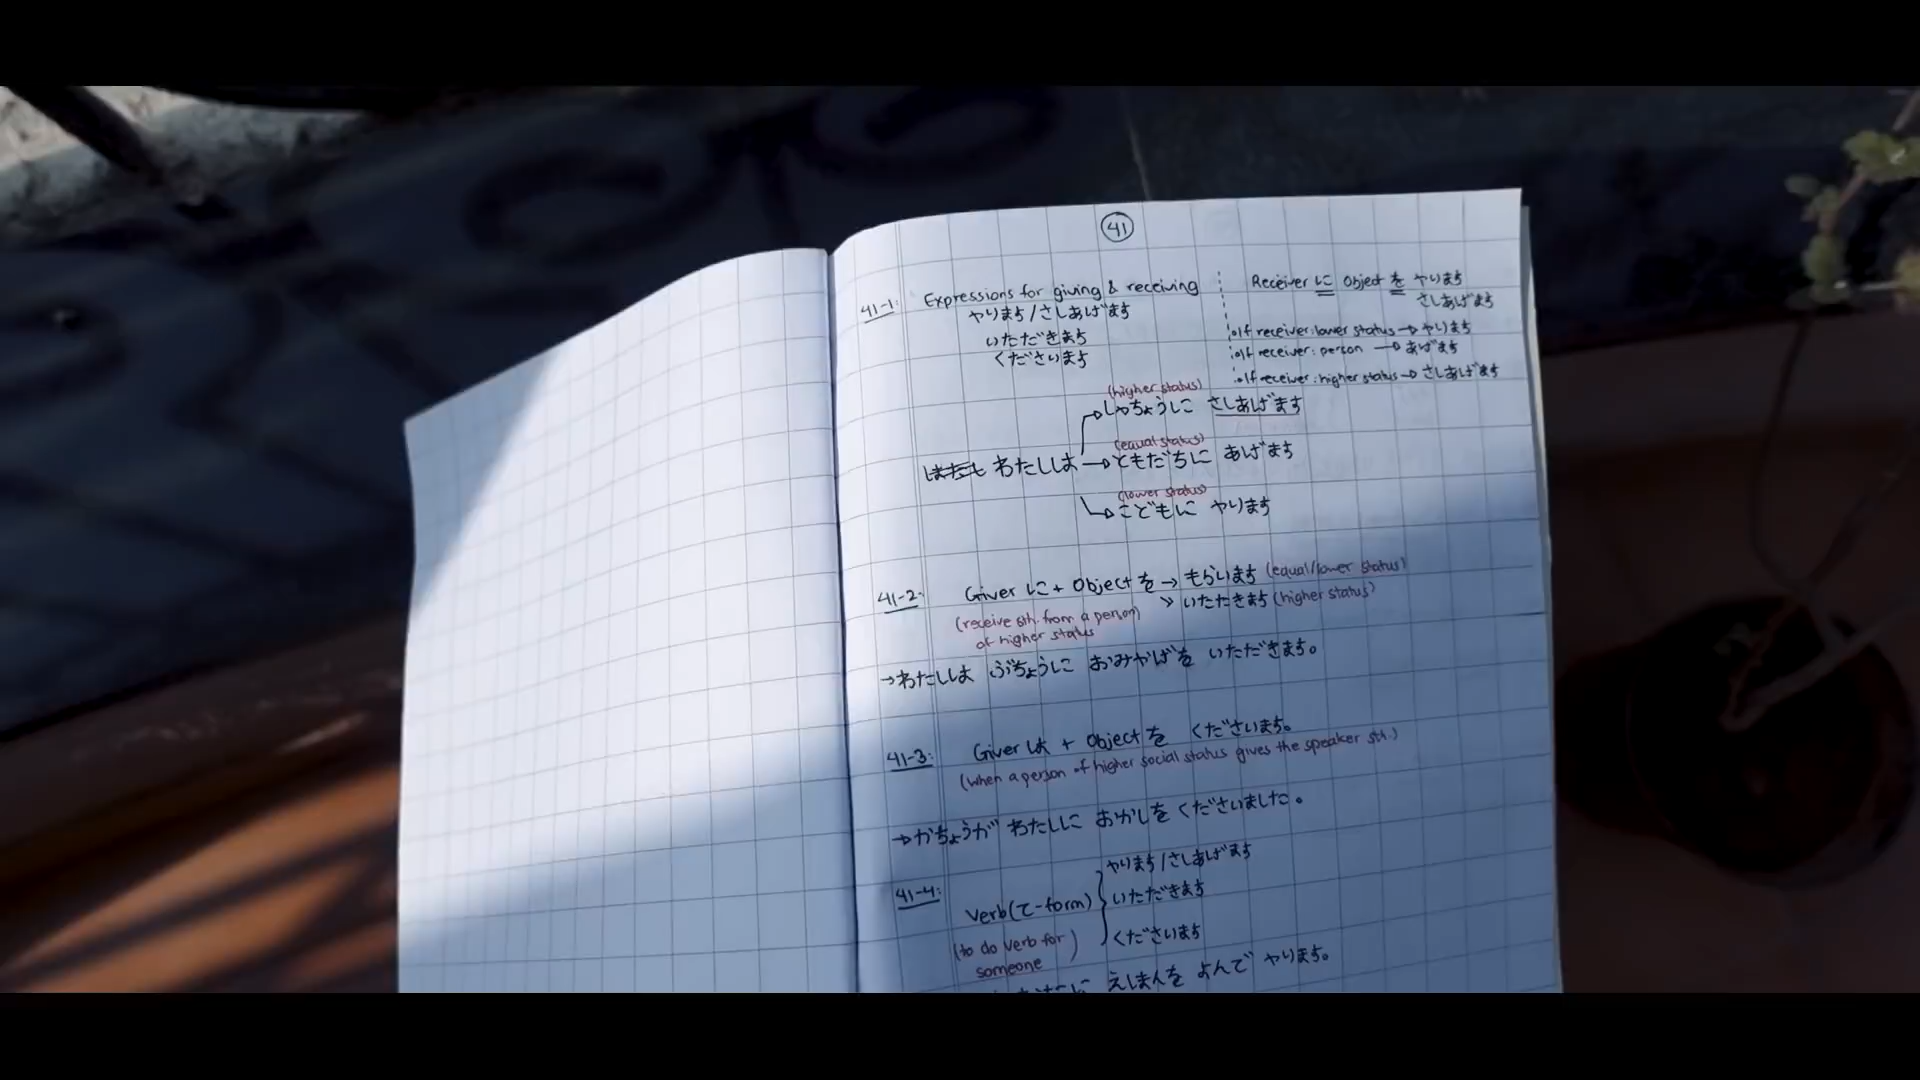 41
41-1: Expressions for giving & receiving
やります/さしあげます
いただきます
くださいます
Receiver に Object を やります
さしあげます
•If receiver: lower status → やります
•If receiver: person → あげます
•If receiver: higher status → さしあげます
(higher status)
しゃちょうに さしあげます
(equal status)
わたしは → ともだちに あげます
(lower status)
こどもに やります
41-2: Giver に + Object を → もらいます (equal/lower status)
» いただきます (higher status)
(receive sth. from a person)
of higher status
→わたしは ぶちょうに おみやげを いただきます。
41-3: Giver は + Object を くださいます。
(when a person of higher social status gives the speaker sth.)
→かちょうが わたしに おかしを くださいました。
41-4: Verb(て-form)
やります/さしあげます
いただきます
くださいます
(to do verb for)
someone
えほんを よんで やります。